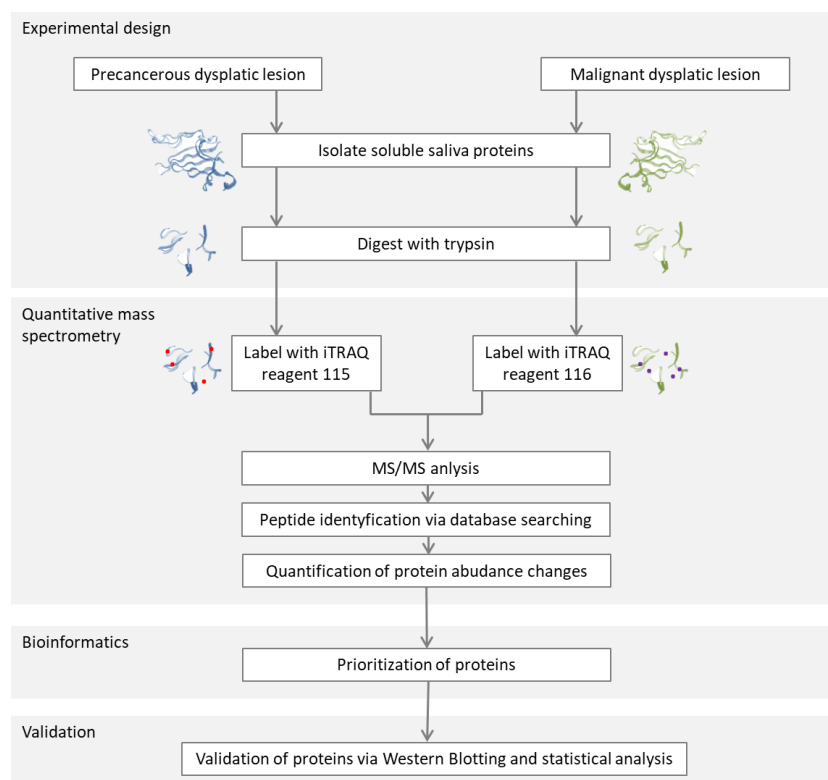 Experimental design
Precancerous dysplatic lesion
Malignant dysplatic lesion
Isolate soluble saliva proteins
Digest with trypsin
Quantitative mass
spectrometry
Label with iTRAQ
reagent 115
Label with iTRAQ
reagent 116
MS/MS anlysis
Peptide identyfication via database searching
Quantification of protein abudance changes
Bioinformatics
Prioritization of proteins
Validation
Validation of proteins via Western Blotting and statistical analysis